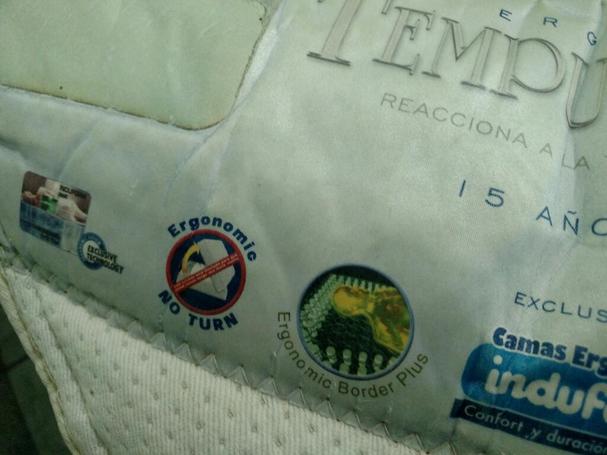 ERG
TEMPU
REACCIONA A LA
15 AÑO
EXCLUSIVE
TECHNOLOGY
Ergonomic
NO TURN
Ergonomic Border Plus
EXCLUS
Camas Erg
induf
Confort y duració